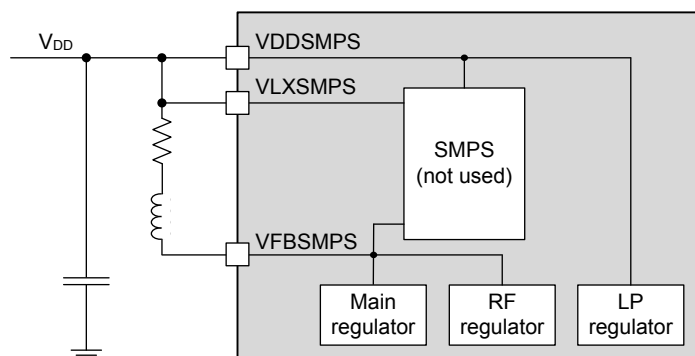 VDD
VDDSMPS
VLXSMPS
SMPS
(not used)
VFBSMPS
Main
regulator
RF
regulator
LP
regulator